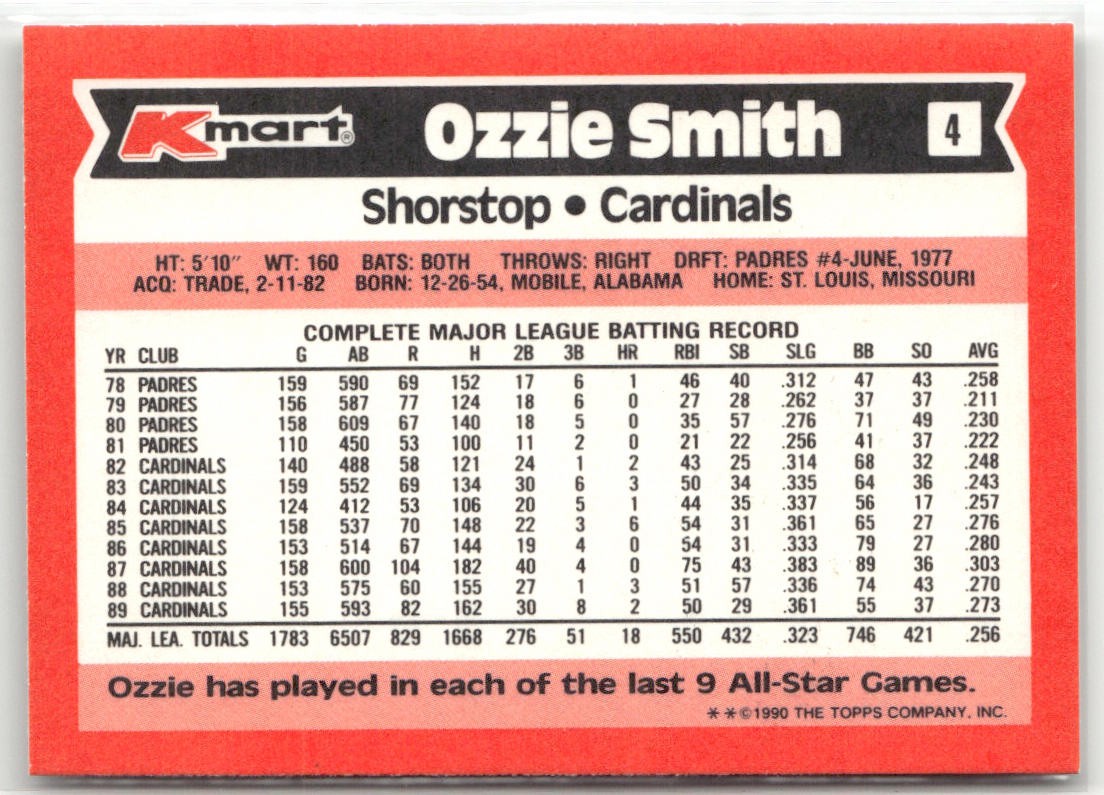 Kmart® Ozzie Smith 4
Shorstop • Cardinals
HT: 5'10" WT: 160 BATS: BOTH THROWS: RIGHT DRFT: PADRES #4-JUNE, 1977
ACQ: TRADE, 2-11-82 BORN: 12-26-54, MOBILE, ALABAMA HOME: ST. LOUIS, MISSOURI
COMPLETE MAJOR LEAGUE BATTING RECORD
YR CLUB G AB R H 2B 3B HR RBI SB SLG BB SO AVG
78 PADRES 159 590 69 152 17 6 1 46 40 .312 47 43 .258
79 PADRES 156 587 77 124 18 6 0 27 28 .262 37 37 .211
80 PADRES 158 609 67 140 18 5 0 35 57 .276 71 49 .230
81 PADRES 110 450 53 100 11 2 0 21 22 .256 41 37 .222
82 CARDINALS 140 488 58 121 24 1 2 43 25 .314 68 32 .248
83 CARDINALS 159 552 69 134 30 6 3 50 34 .335 64 36 .243
84 CARDINALS 124 412 53 106 20 5 1 44 35 .337 56 17 .257
85 CARDINALS 158 537 70 148 22 3 6 54 31 .361 65 27 .276
86 CARDINALS 153 514 67 144 19 4 0 54 31 .333 79 27 .280
87 CARDINALS 158 600 104 182 40 4 0 75 43 .383 89 36 .303
88 CARDINALS 153 575 60 155 27 1 3 51 57 .336 74 43 .270
89 CARDINALS 155 593 82 162 30 8 2 50 29 .361 55 37 .273
MAJ. LEA. TOTALS 1783 6507 829 1668 276 51 18 550 432 .323 746 421 .256
Ozzie has played in each of the last 9 All-Star Games.
**©1990 THE TOPPS COMPANY, INC.